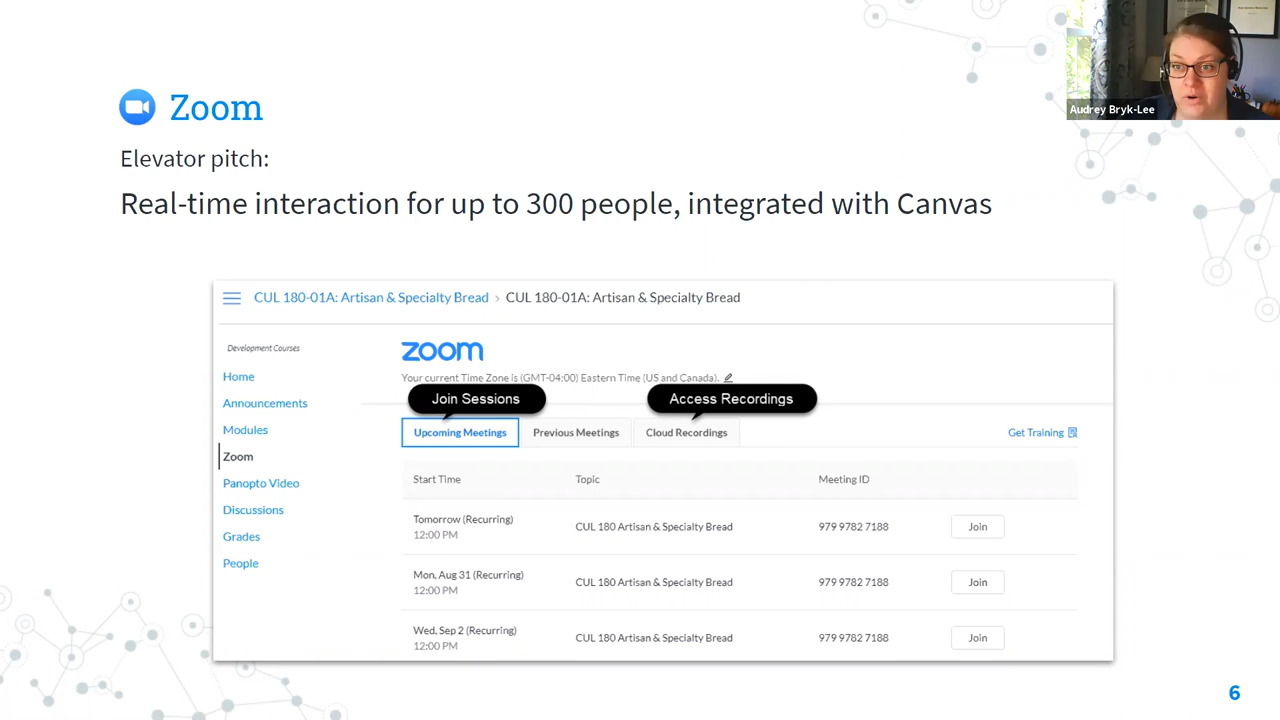 Zoom
Audrey Bryk-Lee
Elevator pitch:
Real-time interaction for up to 300 people, integrated with Canvas
CUL 180-01A: Artisan & Specialty Bread › CUL 180-01A: Artisan & Specialty Bread
Development Courses
Home
Announcements
Modules
Zoom
Panopto Video
Discussions
Grades
People
zoom
Your current Time Zone is (GMT-04:00) Eastern Time (US and Canada).
Join Sessions
Access Recordings
Upcoming Meetings Previous Meetings Cloud Recordings Get Training
Start Time Topic Meeting ID
Tomorrow (Recurring)
12:00 PM
CUL 180 Artisan & Specialty Bread 979 9782 7188 Join
Mon, Aug 31 (Recurring)
12:00 PM
CUL 180 Artisan & Specialty Bread 979 9782 7188 Join
Wed, Sep 2 (Recurring)
12:00 PM
CUL 180 Artisan & Specialty Bread 979 9782 7188 Join
6